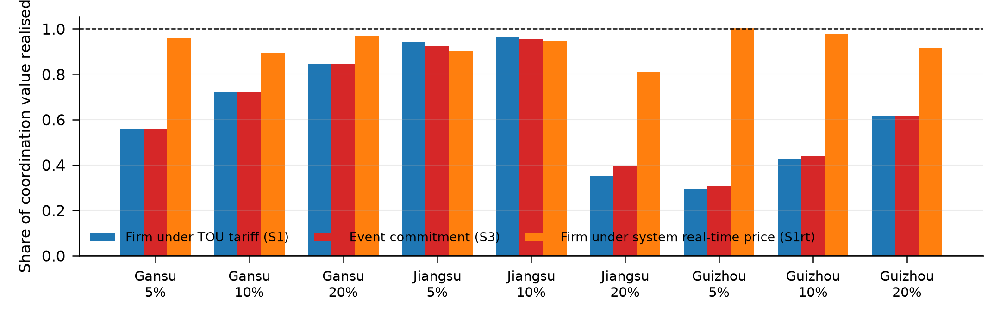 Share of coordination value realised
1.0
0.8
0.6
0.4
0.2
0.0
Firm under TOU tariff (S1)
Event commitment (S3)
Firm under system real-time price (S1rt)
Gansu
5%
Gansu
10%
Gansu
20%
Jiangsu
5%
Jiangsu
10%
Jiangsu
20%
Guizhou
5%
Guizhou
10%
Guizhou
20%